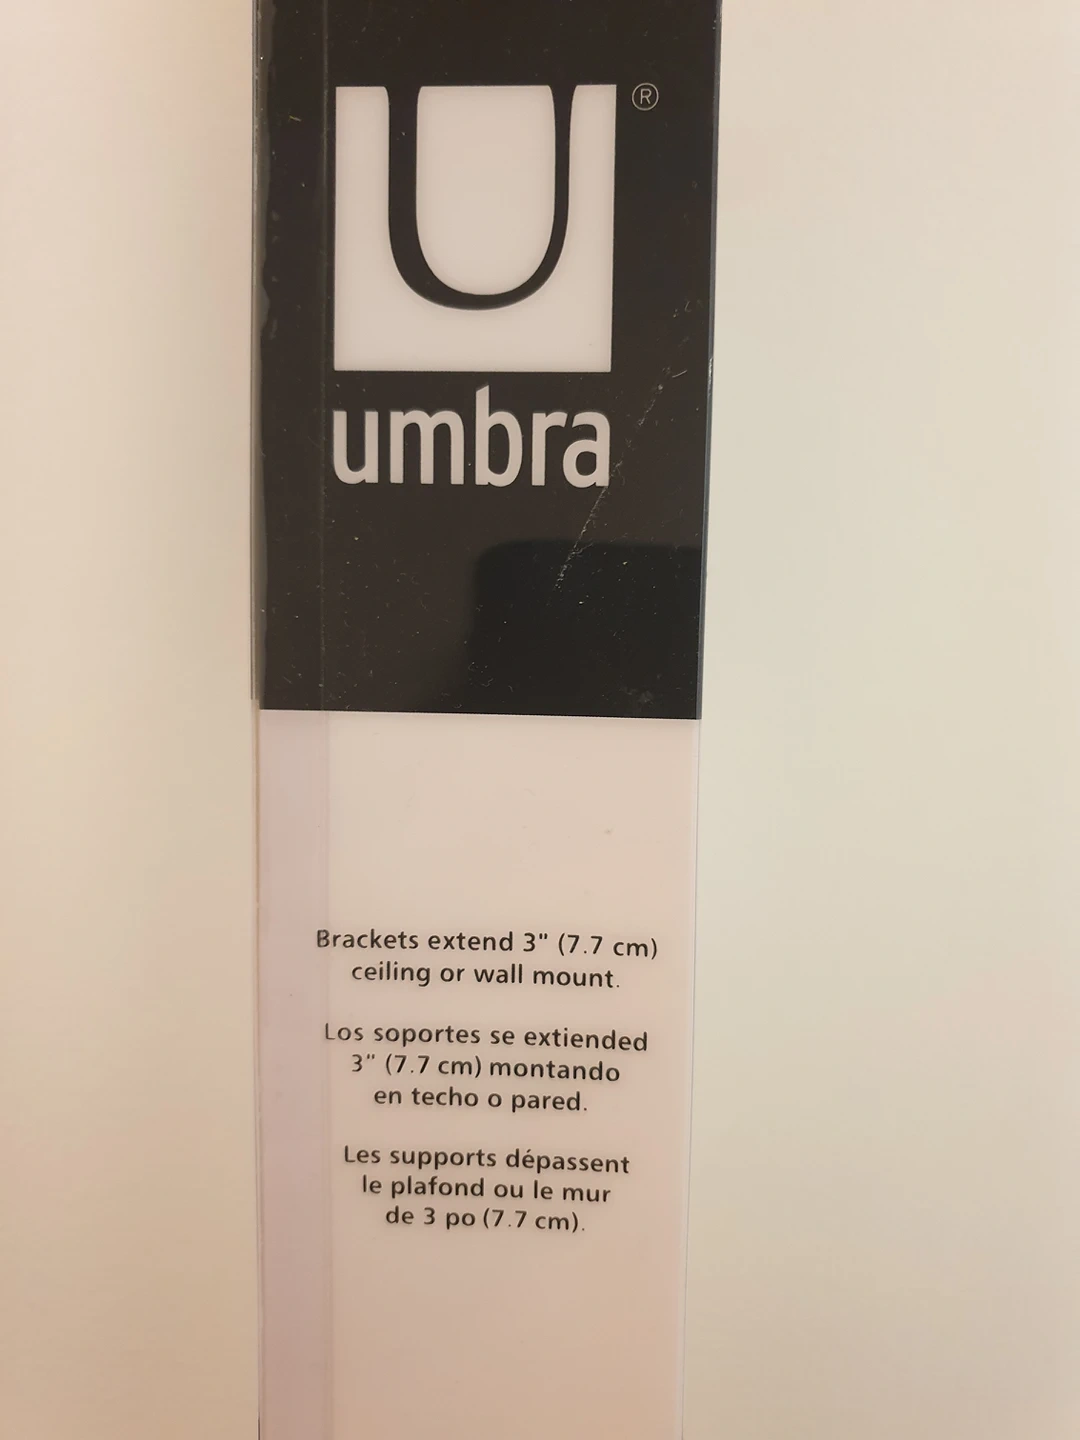 U ®
umbra
Brackets extend 3" (7.7 cm)
ceiling or wall mount.
Los soportes se extiended
3" (7.7 cm) montando
en techo o pared.
Les supports dépassent
le plafond ou le mur
de 3 po (7.7 cm).